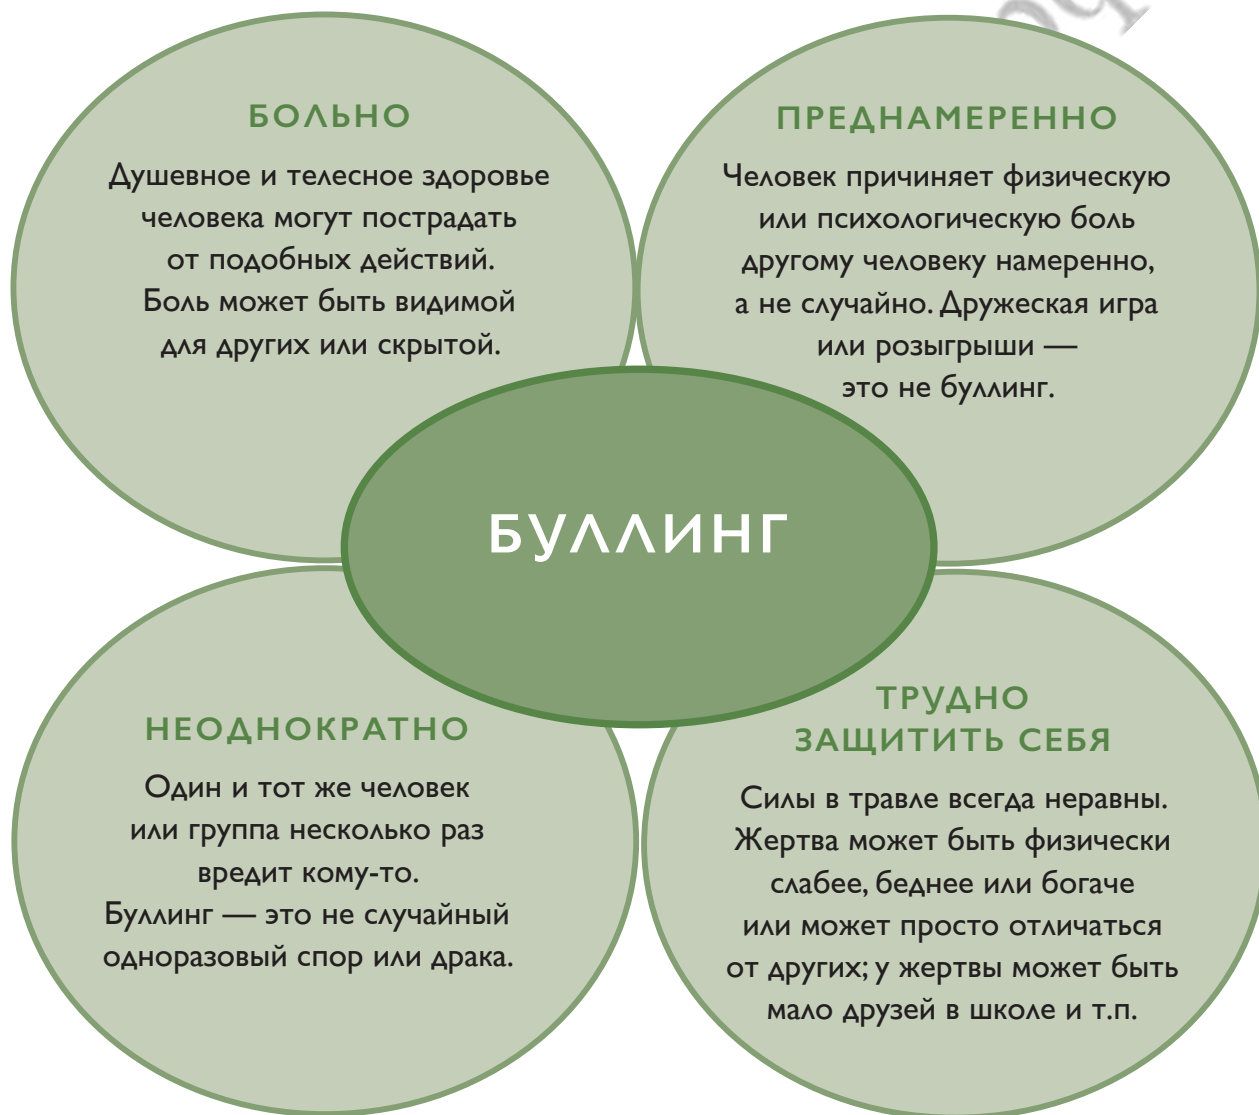 БОЛЬНО
Душевное и телесное здоровье
человека могут пострадать
от подобных действий.
Боль может быть видимой
для других или скрытой.
ПРЕДНАМЕРЕННО
Человек причиняет физическую
или психологическую боль
другому человеку намеренно,
а не случайно. Дружеская игра
или розыгрыши —
это не буллинг.
БУЛЛИНГ
НЕОДНОКРАТНО
Один и тот же человек
или группа несколько раз
вредит кому-то.
Буллинг — это не случайный
одноразовый спор или драка.
ТРУДНО
ЗАЩИТИТЬ СЕБЯ
Силы в травле всегда неравны.
Жертва может быть физически
слабее, беднее или богаче
или может просто отличаться
от других; у жертвы может быть
мало друзей в школе и т.п.